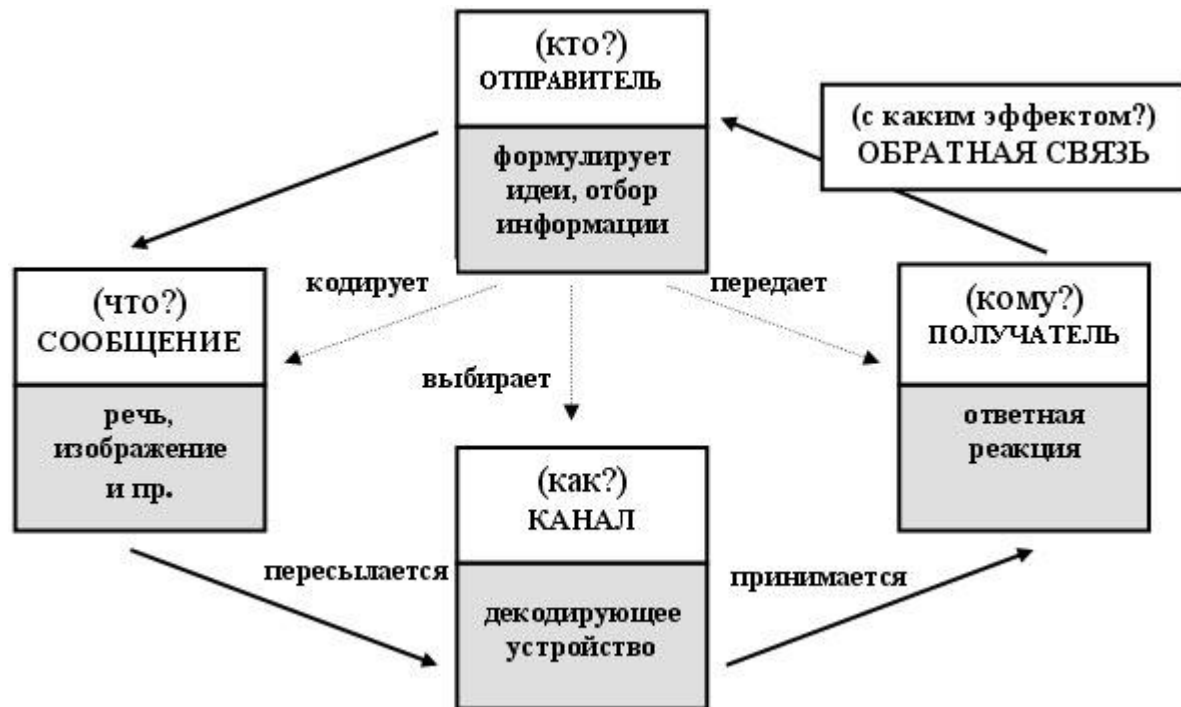 (кто?)
ОТПРАВИТЕЛЬ
формулирует
идеи, отбор
информации
(с каким эффектом?)
ОБРАТНАЯ СВЯЗЬ
кодирует
передает
выбирает
(что?)
СООБЩЕНИЕ
речь,
изображение
и пр.
(кому?)
ПОЛУЧАТЕЛЬ
ответная
реакция
(как?)
КАНАЛ
декодирующее
устройство
пересылается
принимается